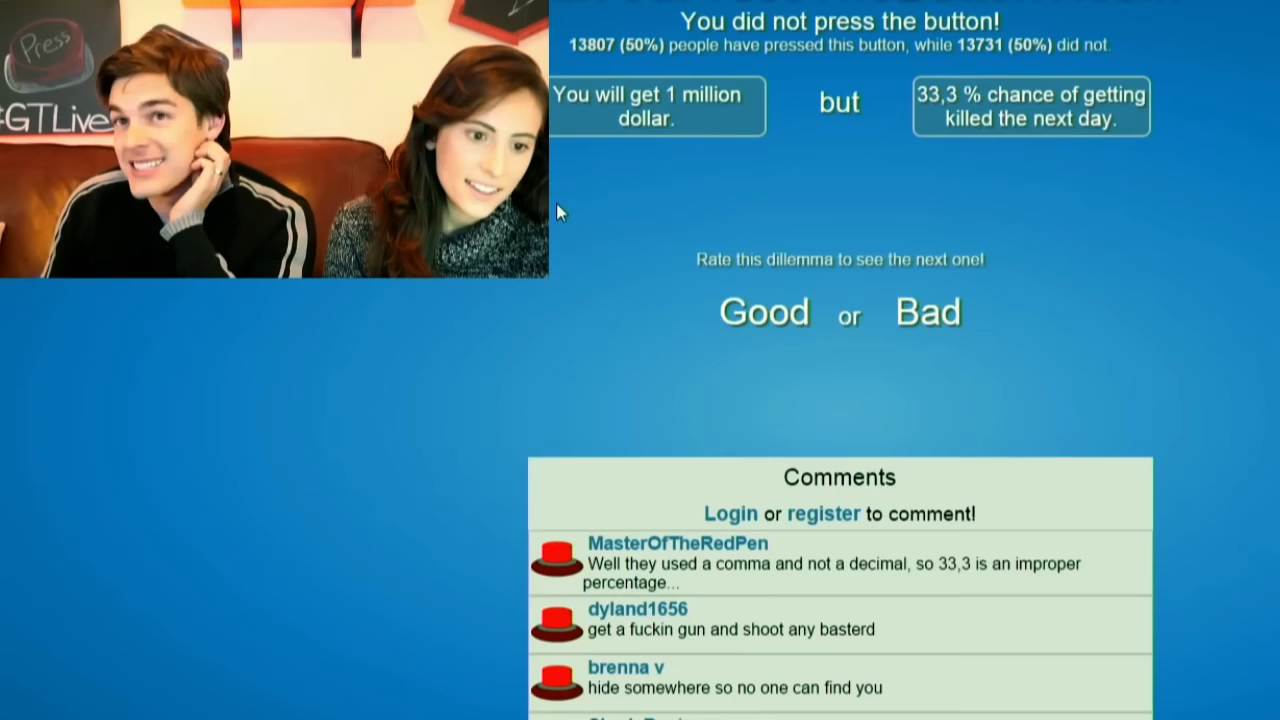 Press
#GTLive
You did not press the button!
13807 (50%) people have pressed this button, while 13731 (50%) did not.
You will get 1 million
dollar.
but
33,3 % chance of getting
killed the next day.
Rate this dillemma to see the next one!
Good or Bad
Comments
Login or register to comment!
MasterOfTheRedPen
Well they used a comma and not a decimal, so 33,3 is an improper
percentage...
dyland1656
get a fuckin gun and shoot any basterd
brenna v
hide somewhere so no one can find you